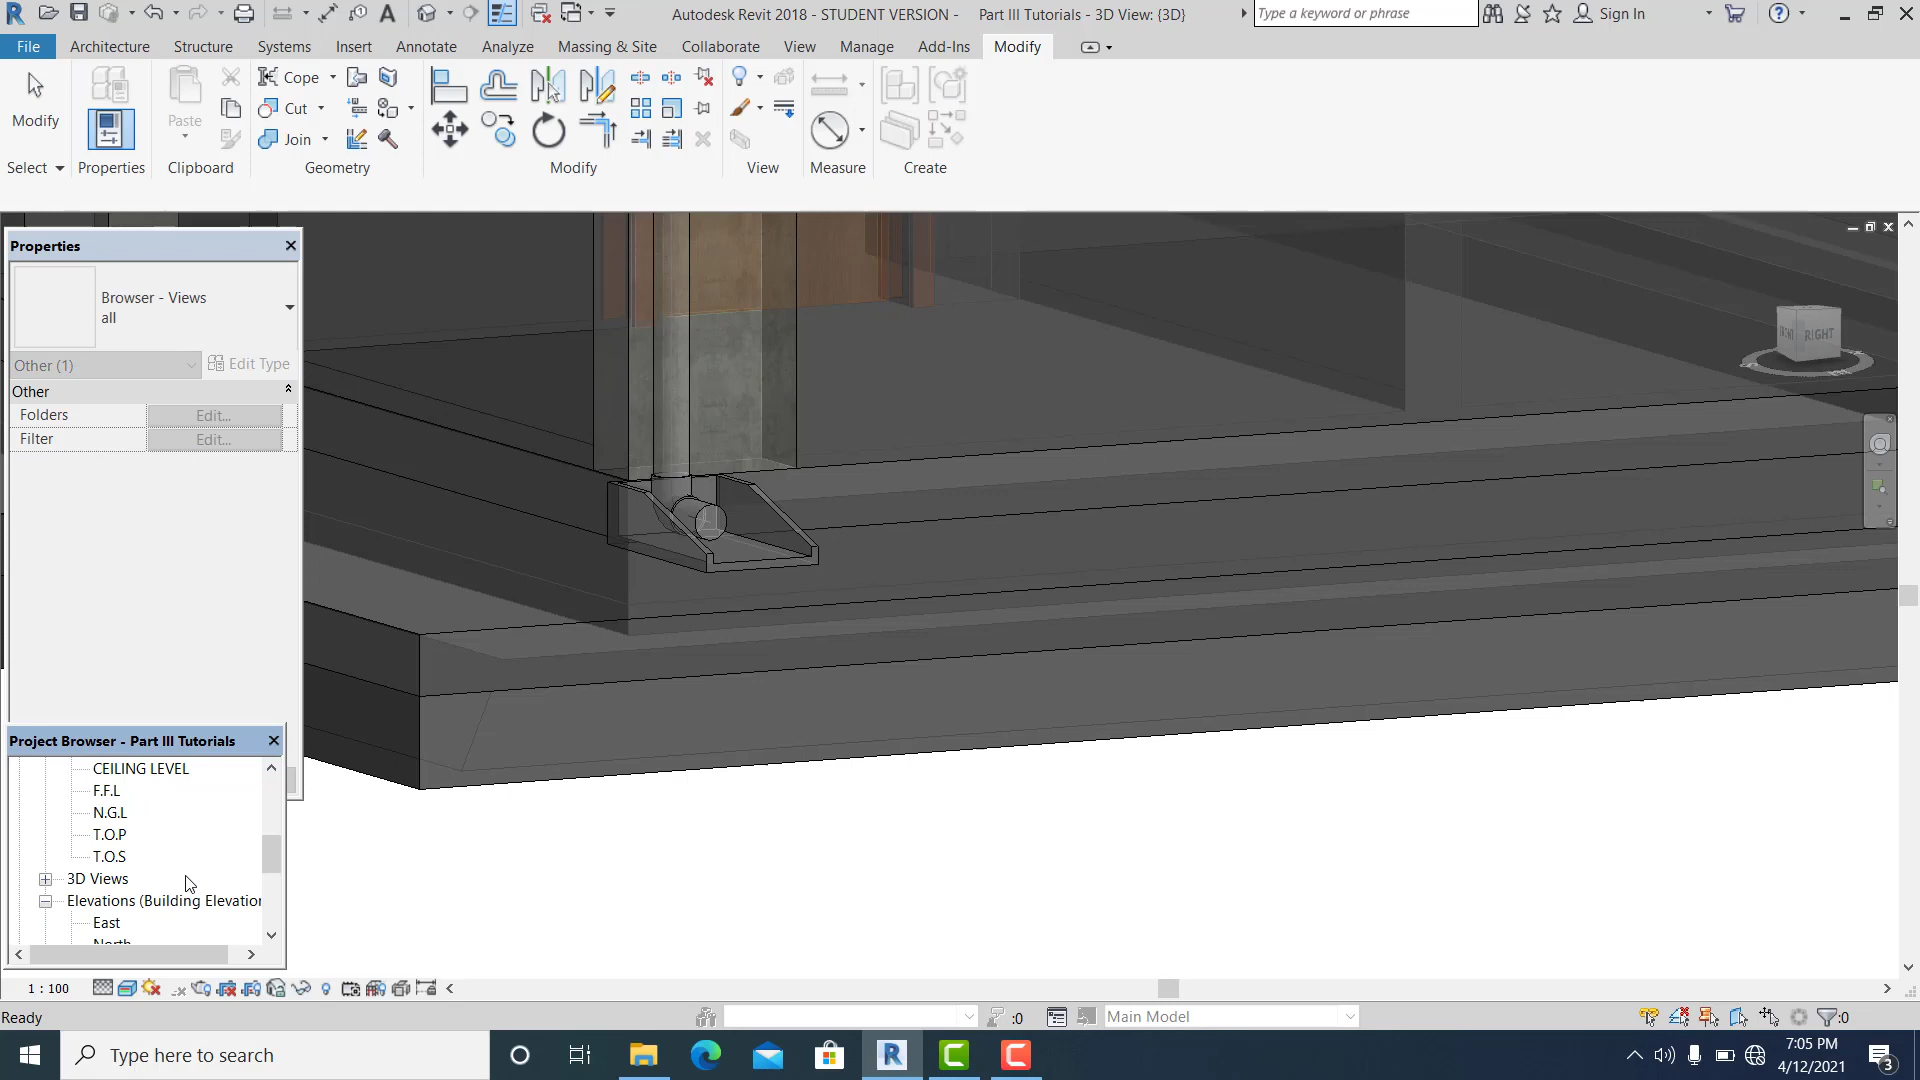 Autodesk Revit 2018 - STUDENT VERSION - Part III Tutorials - 3D View: {3D}
Type a keyword or phrase
Sign In
File Architecture Structure Systems Insert Annotate Analyze Massing & Site Collaborate View Manage Add-Ins Modify
Modify
Paste
Cope
Cut
Join
Select Properties Clipboard Geometry Modify View Measure Create
Properties
Browser - Views
all
Other (1) Edit Type
Other
Folders Edit...
Filter Edit...
RIGHT
FRONT
Project Browser - Part III Tutorials
CEILING LEVEL
F.F.L
N.G.L
T.O.P
T.O.S
3D Views
Elevations (Building Elevation
East
North
1 : 100
Ready
:0
Main Model
:0
Type here to search
7:05 PM
4/12/2021
3